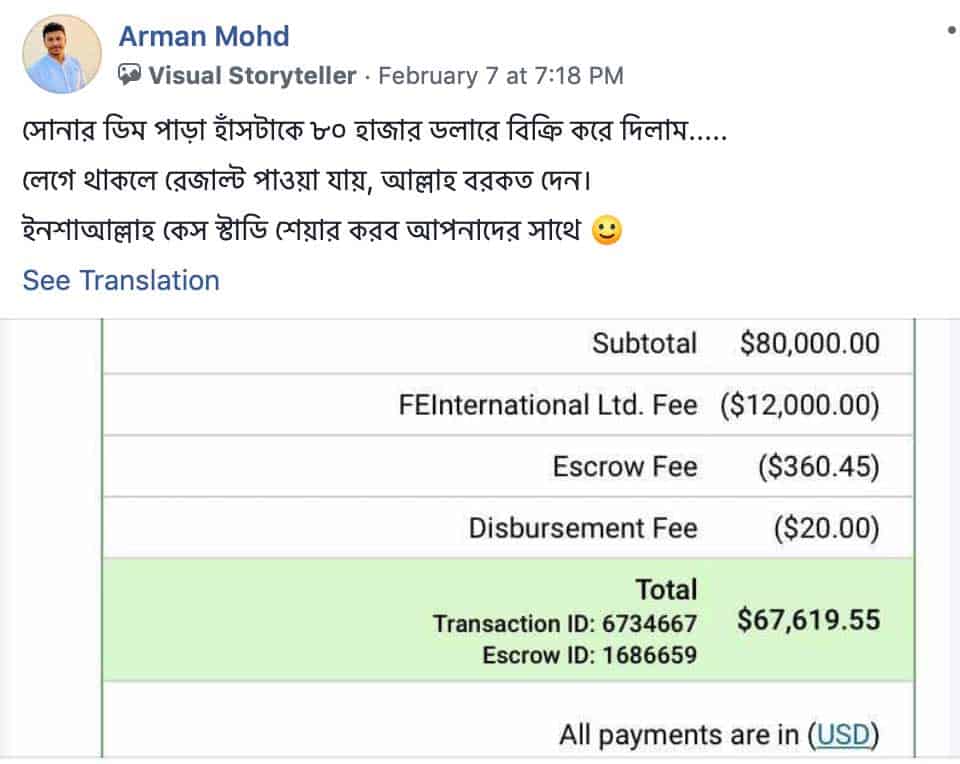 Arman Mohd
Visual Storyteller · February 7 at 7:18 PM
সোনার ডিম পাড়া হাঁসটাকে ৮০ হাজার ডলারে বিক্রি করে দিলাম.....
লেগে থাকলে রেজাল্ট পাওয়া যায়, আল্লাহ বরকত দেন।
ইনশাআল্লাহ কেস স্টাডি শেয়ার করব আপনাদের সাথে 🙂
See Translation
Subtotal $80,000.00
FEInternational Ltd. Fee ($12,000.00)
Escrow Fee ($360.45)
Disbursement Fee ($20.00)
Total
Transaction ID: 6734667 $67,619.55
Escrow ID: 1686659
All payments are in (USD)